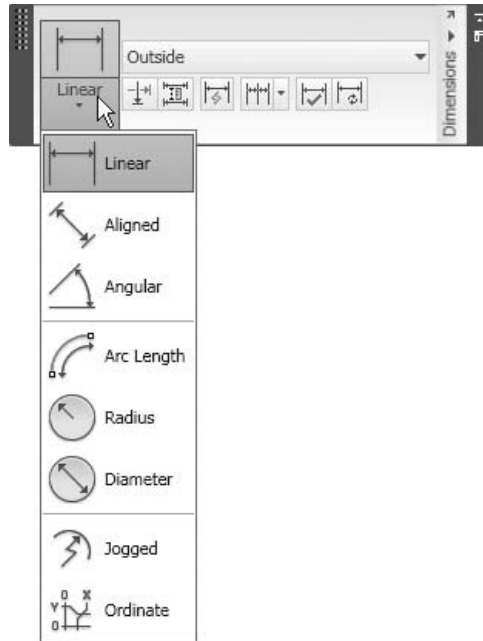 Outside
Linear
Dimensions
Linear
Aligned
Angular
Arc Length
Radius
Diameter
Jogged
Ordinate